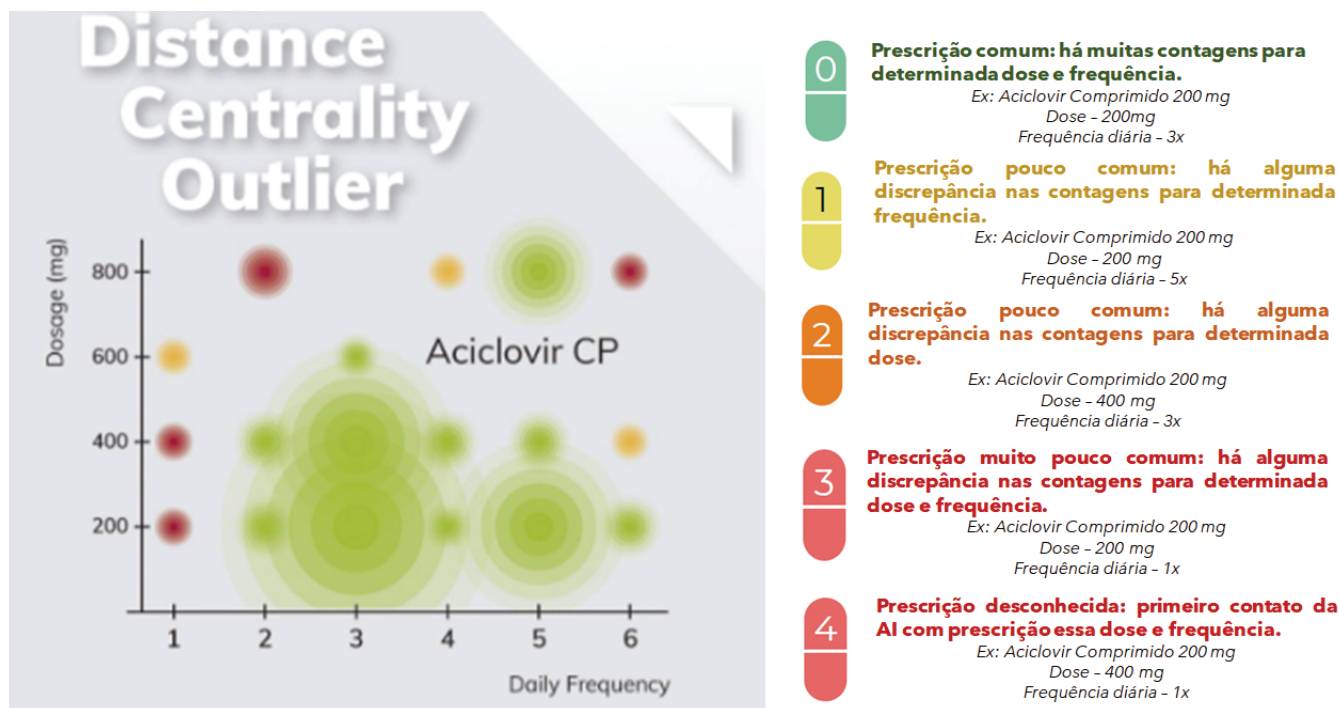 Distance
Centrality
Outlier
Dosage (mg)
800
600
400
200
Aciclovir CP
1 2 3 4 5 6
Daily Frequency
0
Prescrição comum: há muitas contagens para
determinada dose e frequência.
Ex: Aciclovir Comprimido 200 mg
Dose – 200mg
Frequência diária – 3x
1
Prescrição pouco comum: há alguma
discrepância nas contagens para determinada
frequência.
Ex: Aciclovir Comprimido 200 mg
Dose – 200 mg
Frequência diária – 5x
2
Prescrição pouco comum: há alguma
discrepância nas contagens para determinada
dose.
Ex: Aciclovir Comprimido 200 mg
Dose – 400 mg
Frequência diária – 3x
3
Prescrição muito pouco comum: há alguma
discrepância nas contagens para determinada
dose e frequência.
Ex: Aciclovir Comprimido 200 mg
Dose – 200 mg
Frequência diária – 1x
4
Prescrição desconhecida: primeiro contato da
AI com prescrição essa dose e frequência.
Ex: Aciclovir Comprimido 200 mg
Dose – 400 mg
Frequência diária – 1x